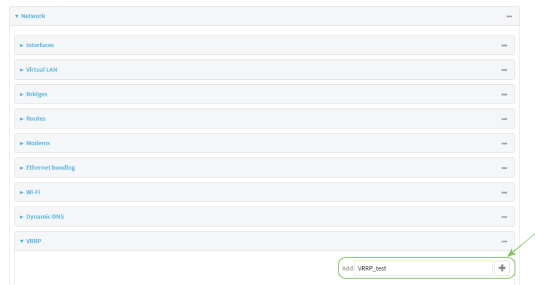 Network
Interfaces
Virtual LAN
Bridges
Routes
Modems
Ethernet bonding
Wi-Fi
Dynamic DNS
VRRP
Add VRRP_test